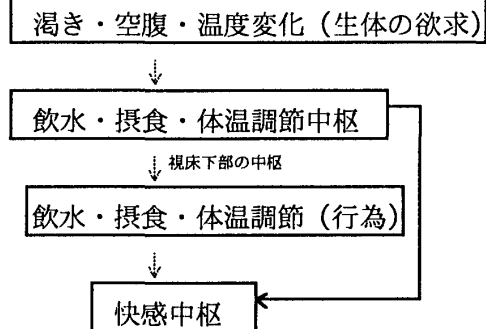 渇き・空腹・温度変化（生体の欲求）
飲水・摂食・体温調節中枢
視床下部の中枢
飲水・摂食・体温調節（行為）
快感中枢